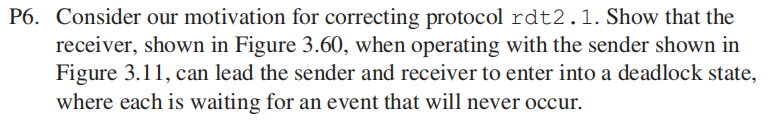 P6. Consider our motivation for correcting protocol rdt2.1. Show that the
receiver, shown in Figure 3.60, when operating with the sender shown in
Figure 3.11, can lead the sender and receiver to enter into a deadlock state,
where each is waiting for an event that will never occur.